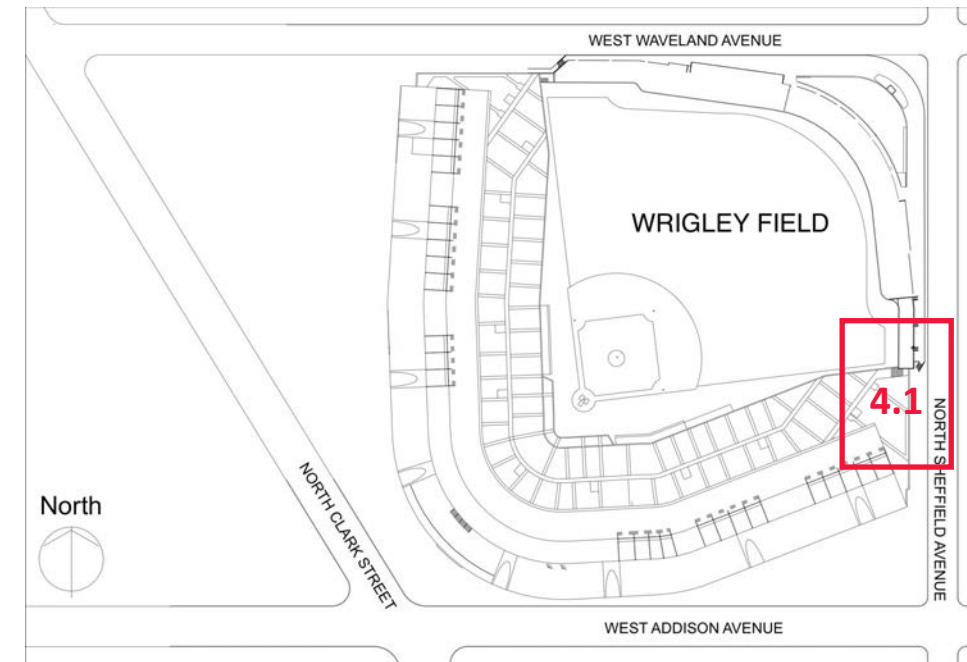 WEST WAVELAND AVENUE
WRIGLEY FIELD
4.1
NORTH SHEFFIELD AVENUE
NORTH CLARK STREET
North
WEST ADDISON AVENUE